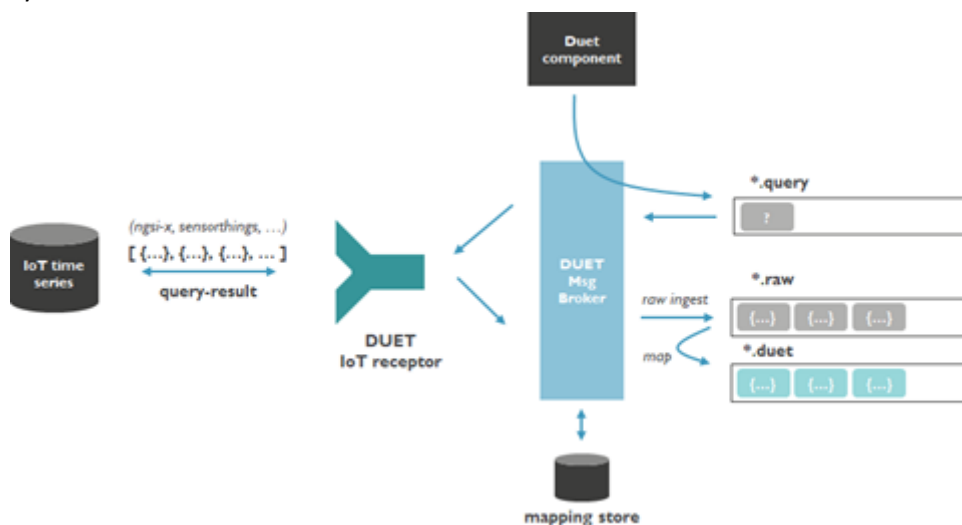 Duet
component
*.query
?
(ngsi-x, sensorthings, ...)
[ {...}, {...}, {...}, ... ]
query-result
IoT time
series
DUET
IoT receptor
DUET
Msg
Broker
raw ingest
map
*.raw
{...} {...} {...}
*.duet
{...} {...} {...}
mapping store